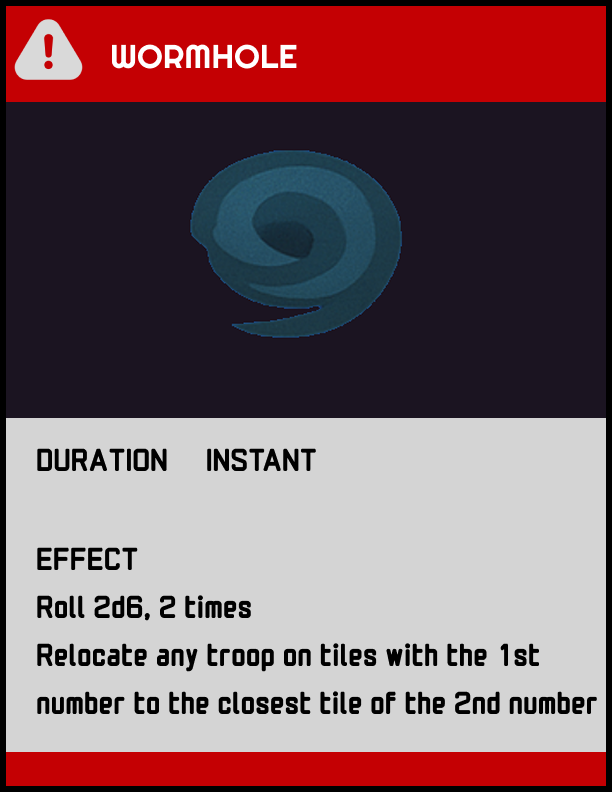 WORMHOLE
DURATION INSTANT
EFFECT
Roll 2d6, 2 times
Relocate any troop on tiles with the 1st
number to the closest tile of the 2nd number